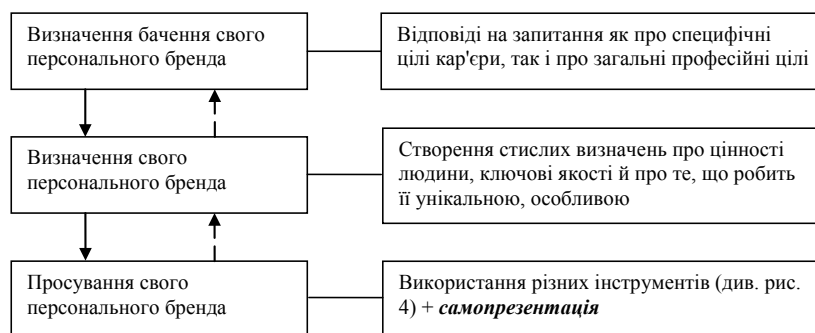 Визначення бачення свого
персонального бренда
Відповіді на запитання як про специфічні
цілі кар'єри, так і про загальні професійні цілі
Визначення свого
персонального бренда
Створення стислих визначень про цінності
людини, ключові якості й про те, що робить
її унікальною, особливою
Просування свого
персонального бренда
Використання різних інструментів (див. рис.
4) + самопрезентація